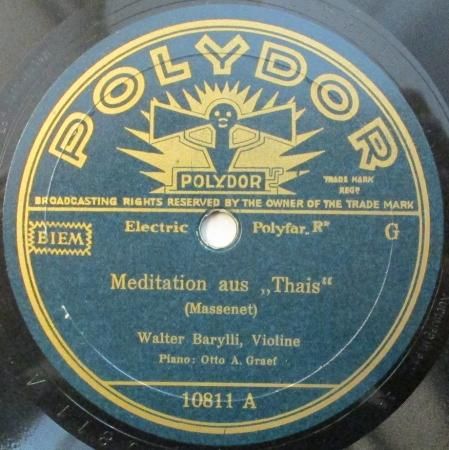 POLYDOR
POLYDOR
TRADE MARK
REGD
BROADCASTING RIGHTS RESERVED BY THE OWNER OF THE TRADE MARK
BIEM Electric Polyfar. R* G
Meditation aus „Thais“
(Massenet)
Walter Barylli, Violine
Piano: Otto A. Graef
10811 A